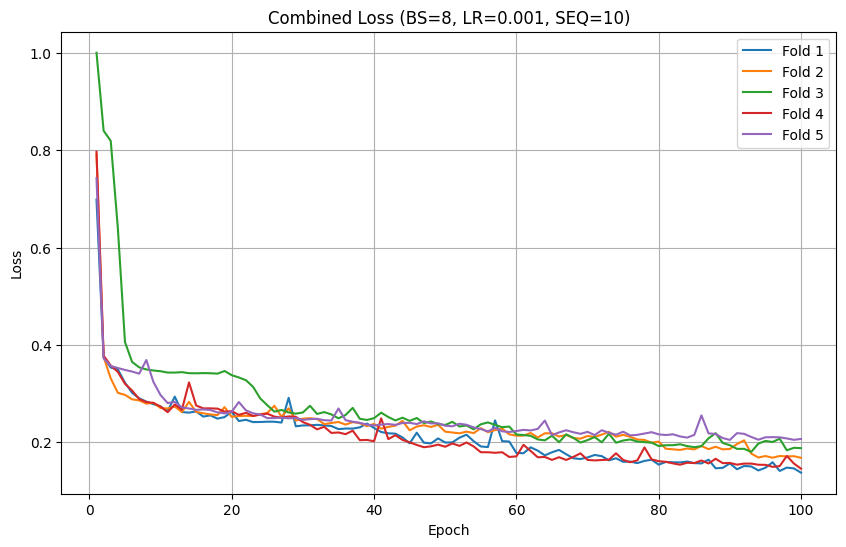 Combined Loss (BS=8, LR=0.001, SEQ=10)
Fold 1
Fold 2
Fold 3
Fold 4
Fold 5
Loss
1.0
0.8
0.6
0.4
0.2
0
20
40
60
80
100
Epoch